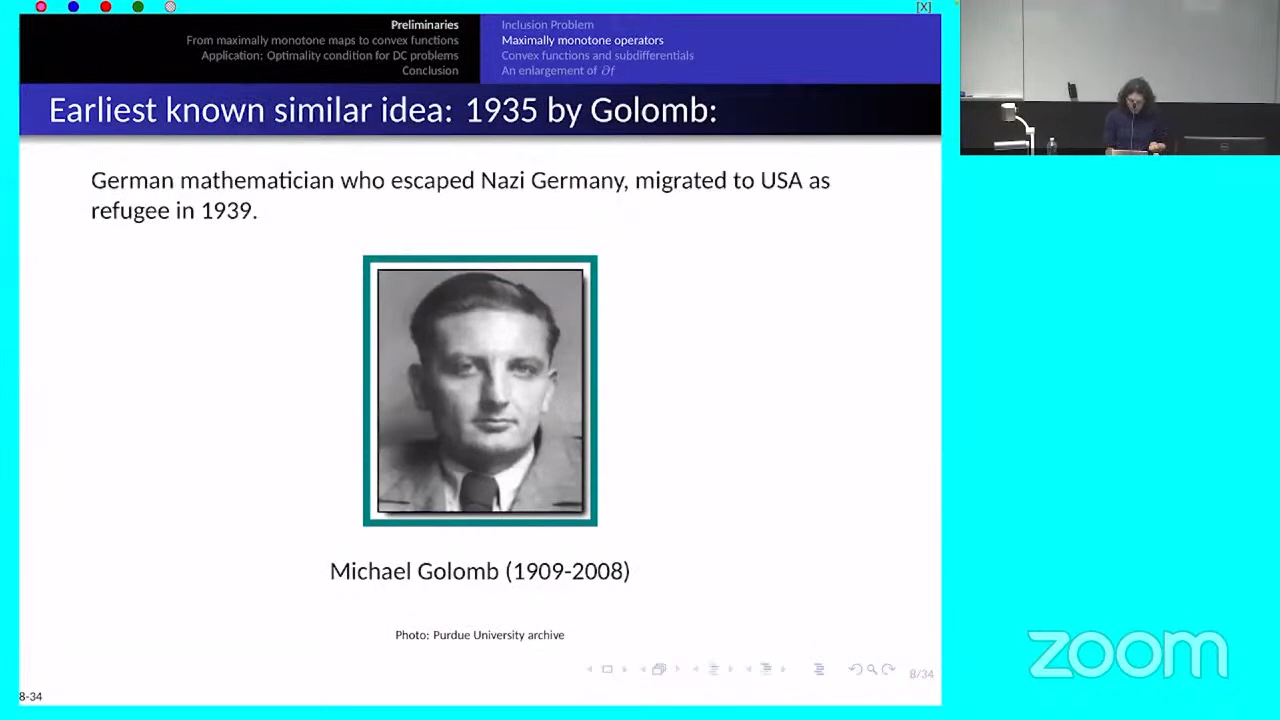 [X]
Preliminaries
From maximally monotone maps to convex functions
Application: Optimality condition for DC problems
Conclusion
Inclusion Problem
Maximally monotone operators
Convex functions and subdifferentials
An enlargement of ∂f
Earliest known similar idea: 1935 by Golomb:
German mathematician who escaped Nazi Germany, migrated to USA as
refugee in 1939.
Michael Golomb (1909-2008)
Photo: Purdue University archive
8/34
8-34
zoom